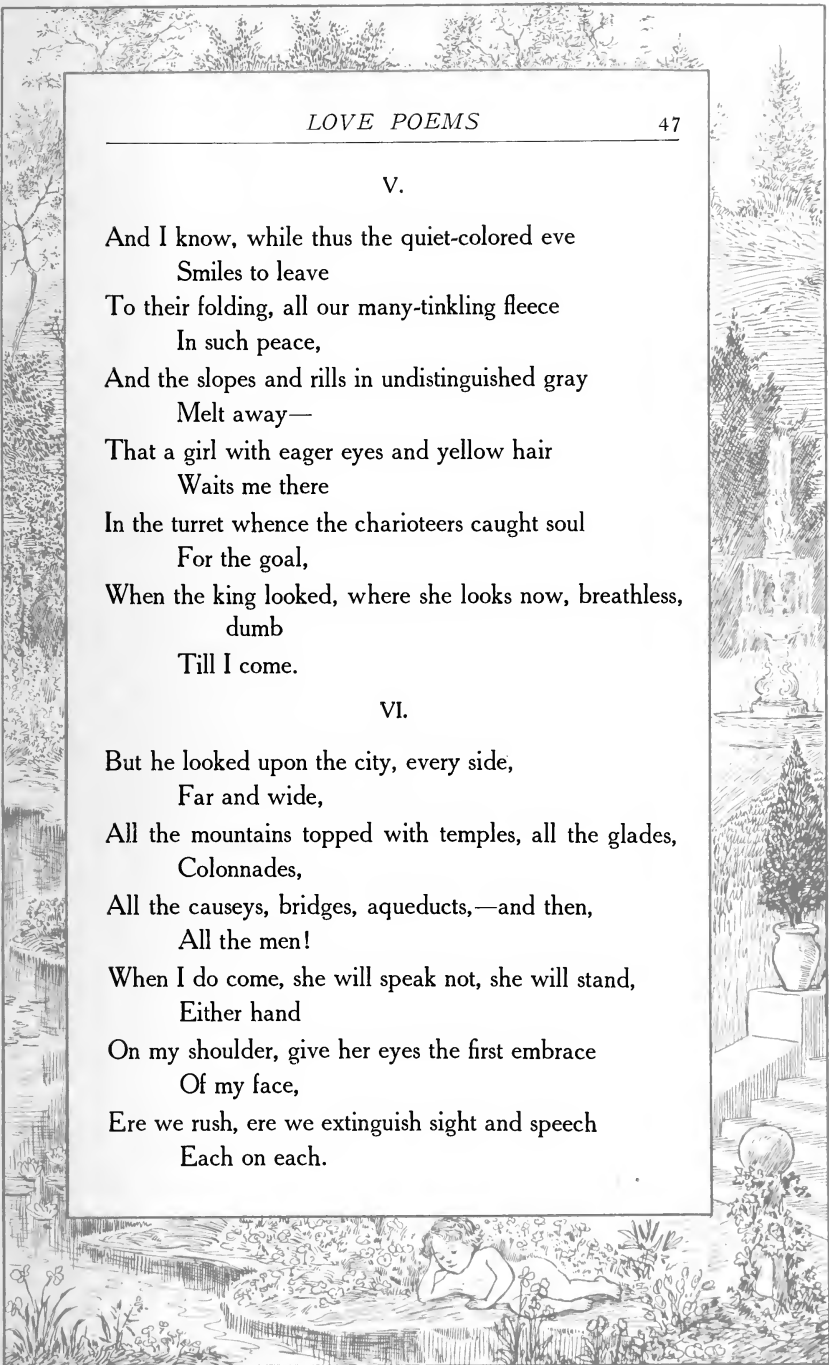 LOVE POEMS 47
V.
And I know, while thus the quiet-colored eve
Smiles to leave
To their folding, all our many-tinkling fleece
In such peace,
And the slopes and rills in undistinguished gray
Melt away—
That a girl with eager eyes and yellow hair
Waits me there
In the turret whence the charioteers caught soul
For the goal,
When the king looked, where she looks now, breathless,
dumb
Till I come.
VI.
But he looked upon the city, every side,
Far and wide,
All the mountains topped with temples, all the glades,
Colonnades,
All the causeys, bridges, aqueducts,—and then,
All the men!
When I do come, she will speak not, she will stand,
Either hand
On my shoulder, give her eyes the first embrace
Of my face,
Ere we rush, ere we extinguish sight and speech
Each on each.